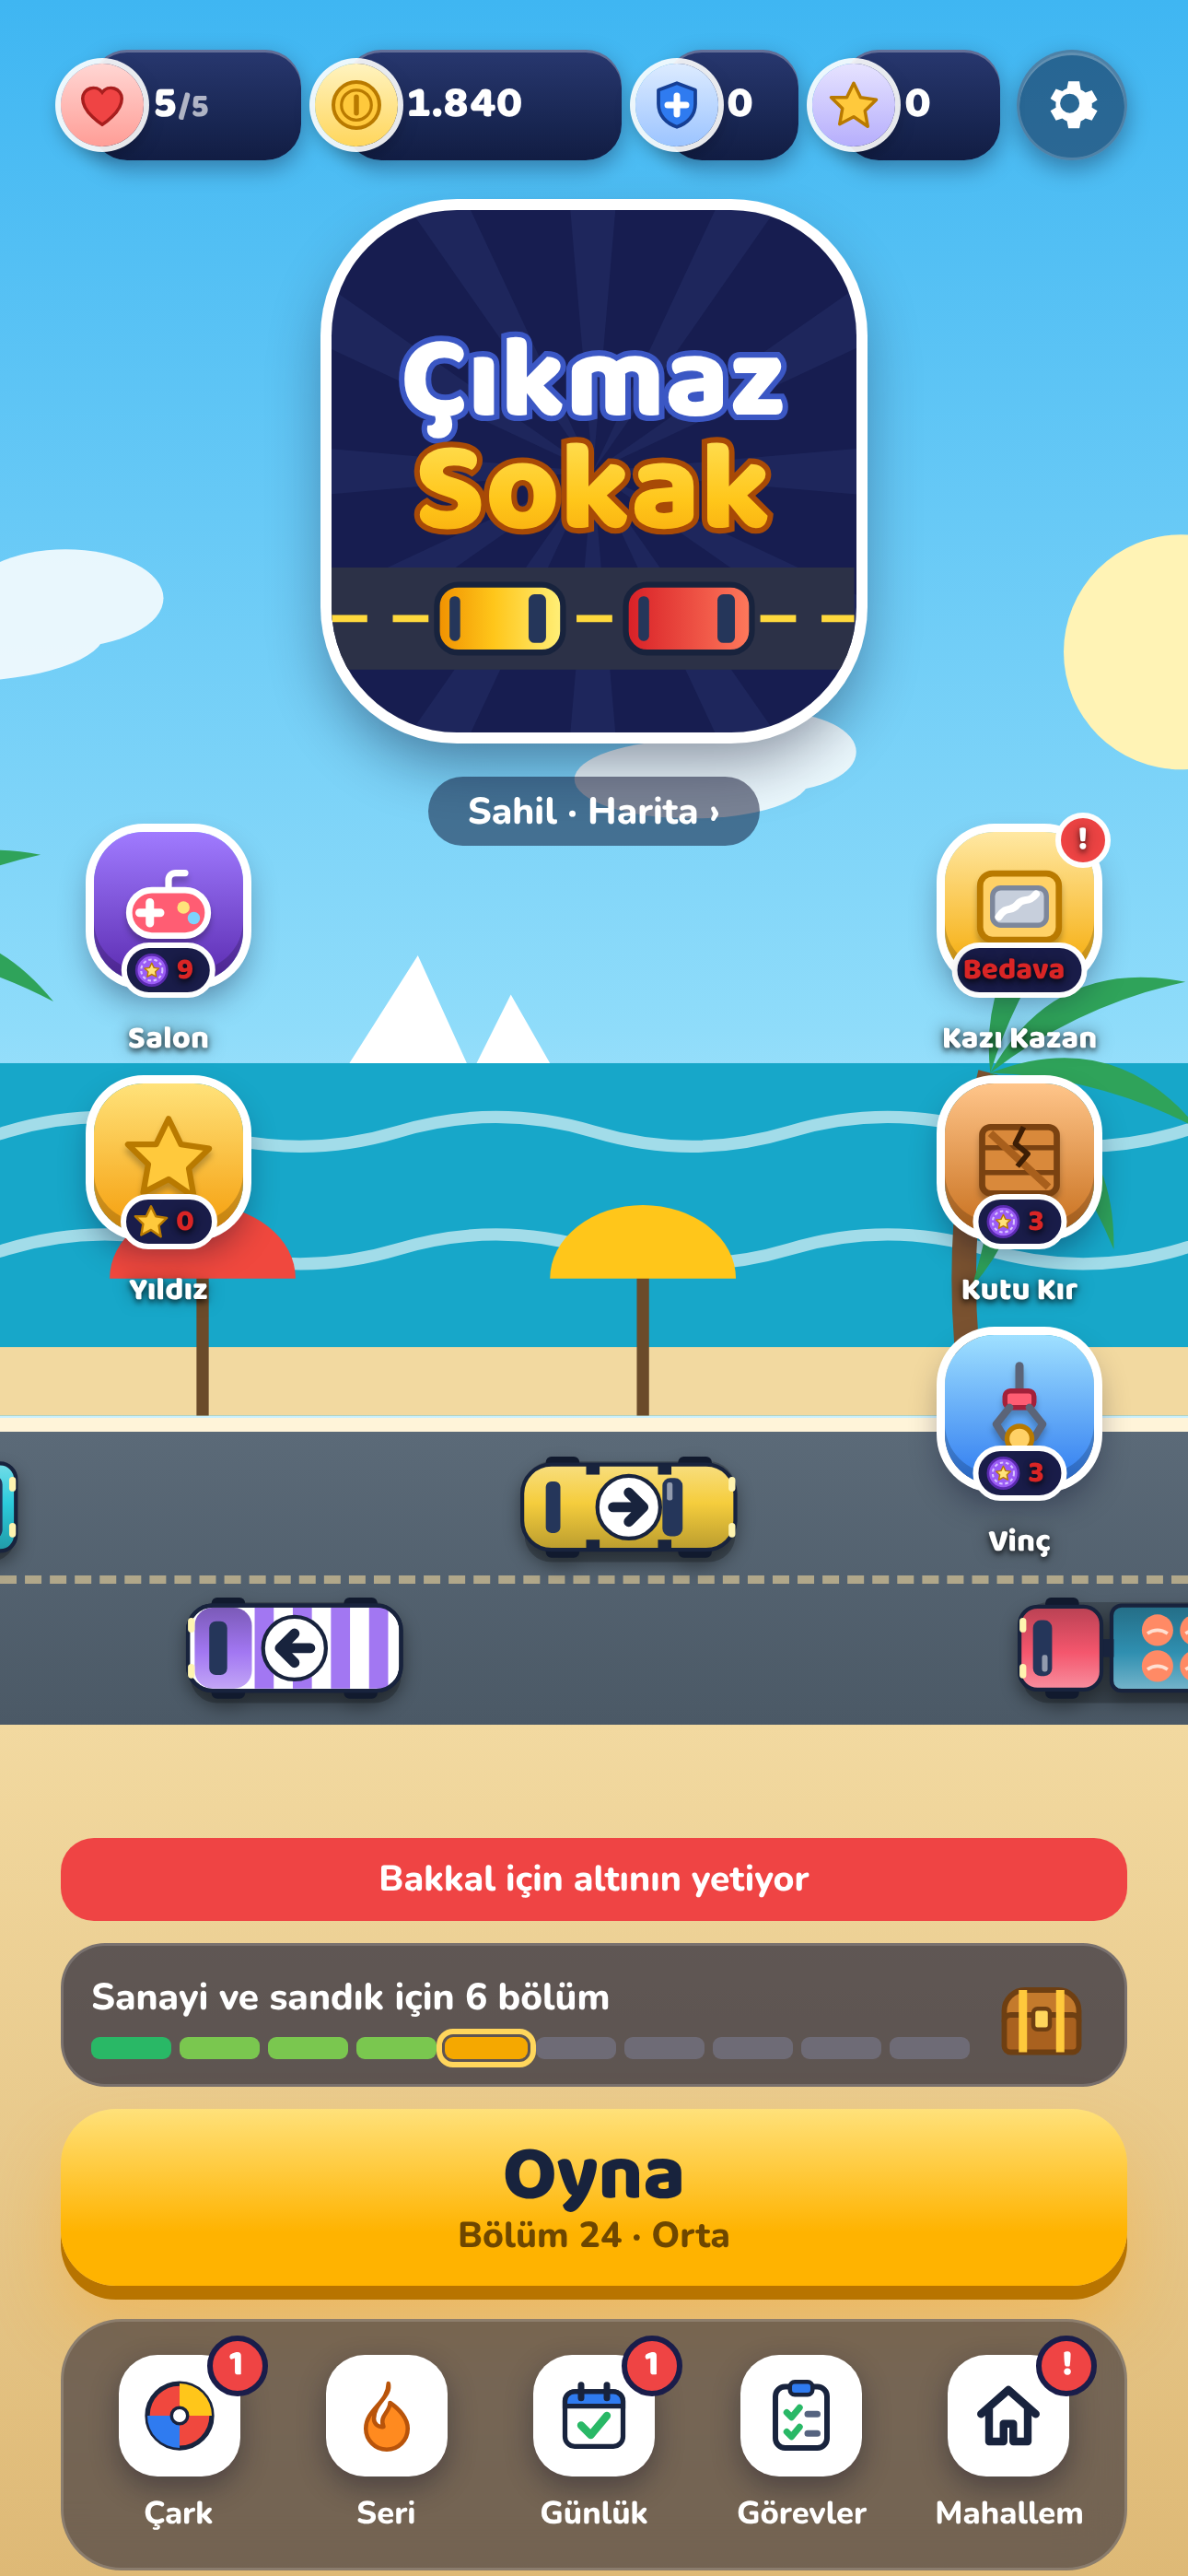 5/5
1.840
0
0
Çıkmaz
Sokak
Sahil · Harita ›
!
9
Bedava
Salon
Kazı Kazan
0
3
Yıldız
Kutu Kır
3
Vinç
Bakkal için altının yetiyor
Sanayi ve sandık için 6 bölüm
Oyna
Bölüm 24 · Orta
1
1
!
Çark
Seri
Günlük
Görevler
Mahallem